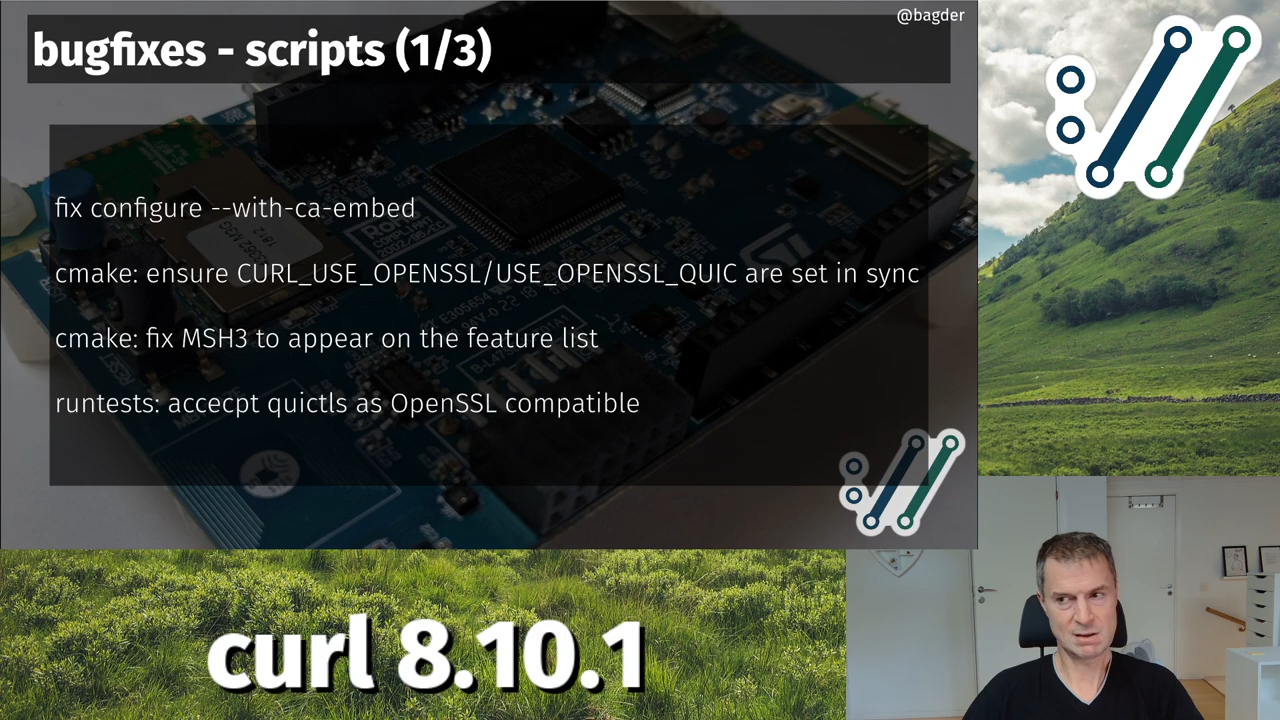 @bagder
bugfixes - scripts (1/3)
fix configure --with-ca-embed
cmake: ensure CURL_USE_OPENSSL/USE_OPENSSL_QUIC are set in sync
cmake: fix MSH3 to appear on the feature list
runtests: accecpt quictls as OpenSSL compatible
curl 8.10.1